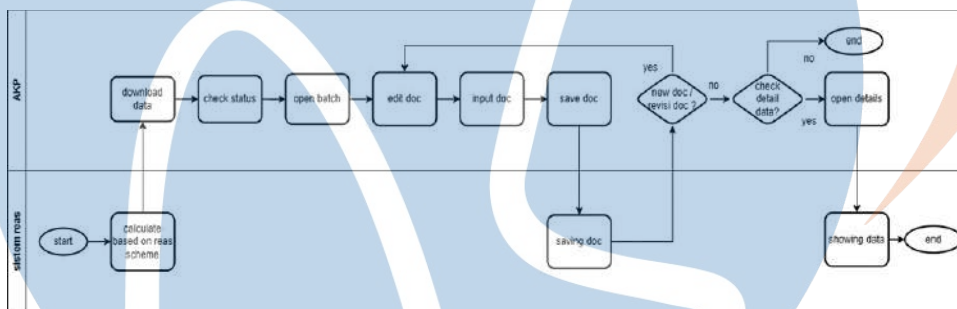 AKP
download
data
check status
open batch
edit doc
input doc
save doc
yes
new doc /
revisi doc ?
no
check
detail
data?
no
end
yes
open details
sistem reas
start
calculate
based on reas
scheme
saving doc
showing data
end